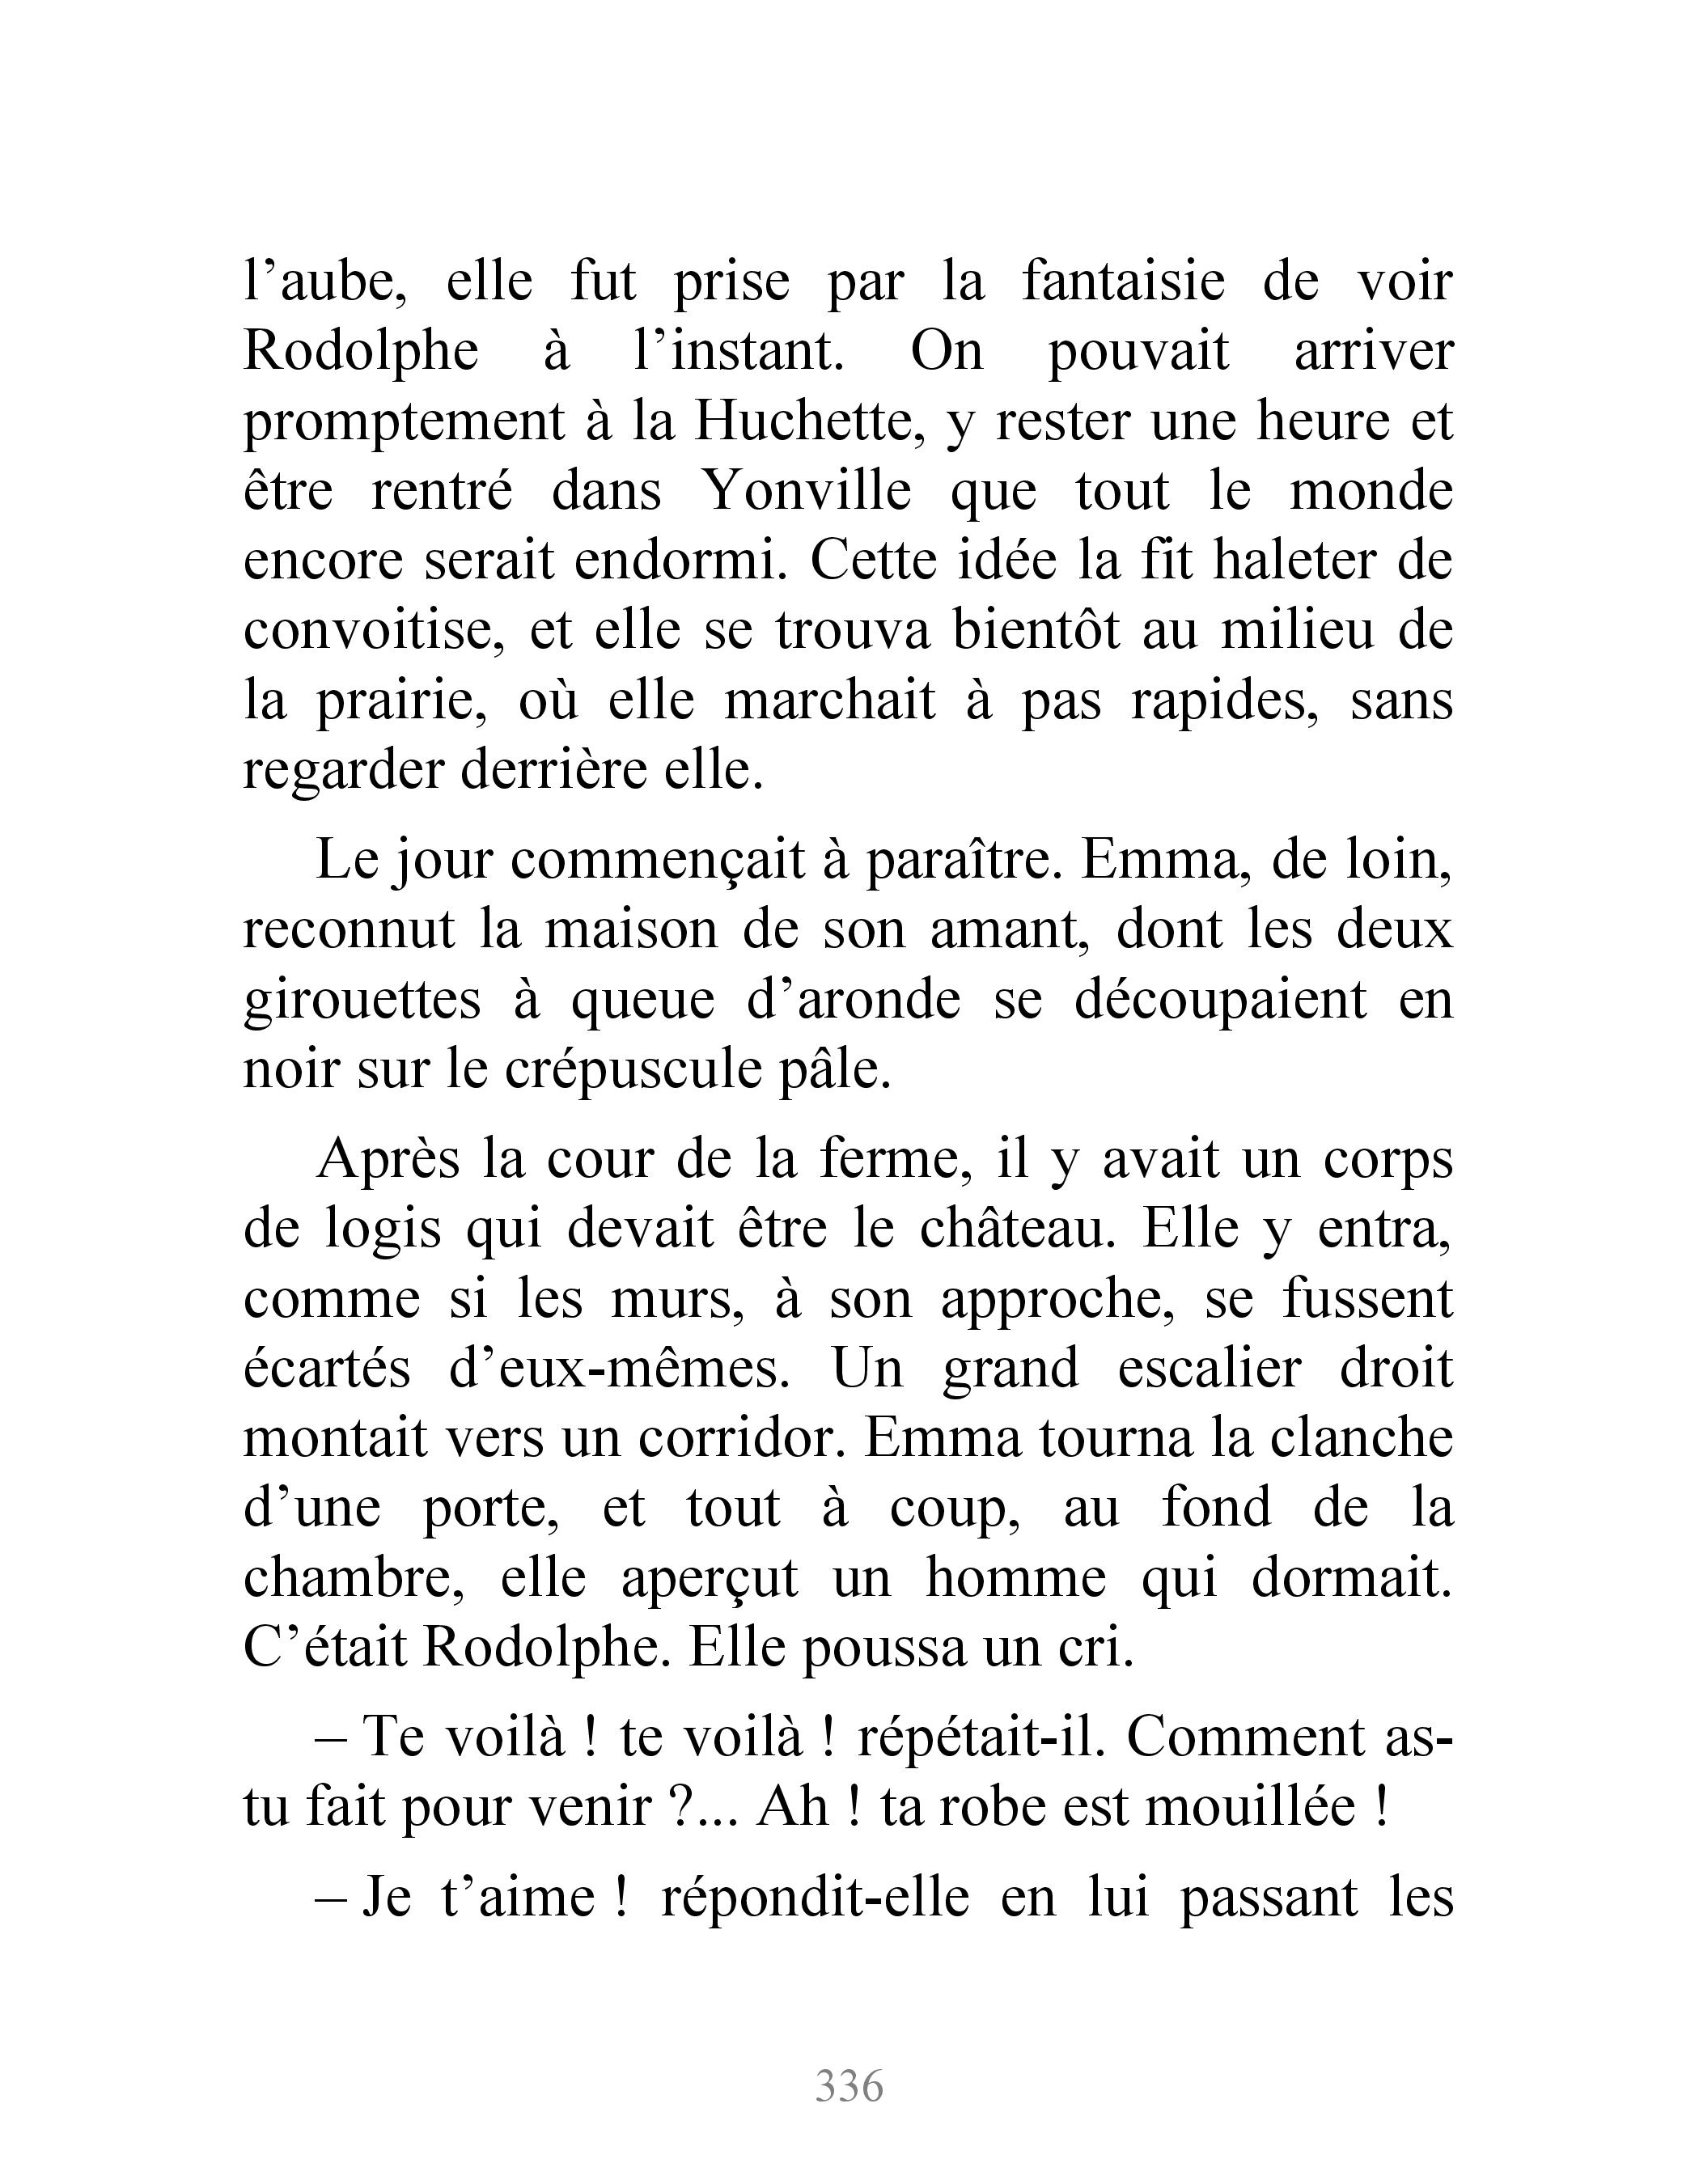 l’aube, elle fut prise par la fantaisie de voir
Rodolphe à l’instant. On pouvait arriver
promptement à la Huchette, y rester une heure et
être rentré dans Yonville que tout le monde
encore serait endormi. Cette idée la fit haleter de
convoitise, et elle se trouva bientôt au milieu de
la prairie, où elle marchait à pas rapides, sans
regarder derrière elle.
Le jour commençait à paraître. Emma, de loin,
reconnut la maison de son amant, dont les deux
girouettes à queue d’aronde se découpaient en
noir sur le crépuscule pâle.
Après la cour de la ferme, il y avait un corps
de logis qui devait être le château. Elle y entra,
comme si les murs, à son approche, se fussent
écartés d’eux-mêmes. Un grand escalier droit
montait vers un corridor. Emma tourna la clanche
d’une porte, et tout à coup, au fond de la
chambre, elle aperçut un homme qui dormait.
C’était Rodolphe. Elle poussa un cri.
– Te voilà ! te voilà ! répétait-il. Comment as-
tu fait pour venir ?... Ah ! ta robe est mouillée !
– Je t’aime ! répondit-elle en lui passant les
336